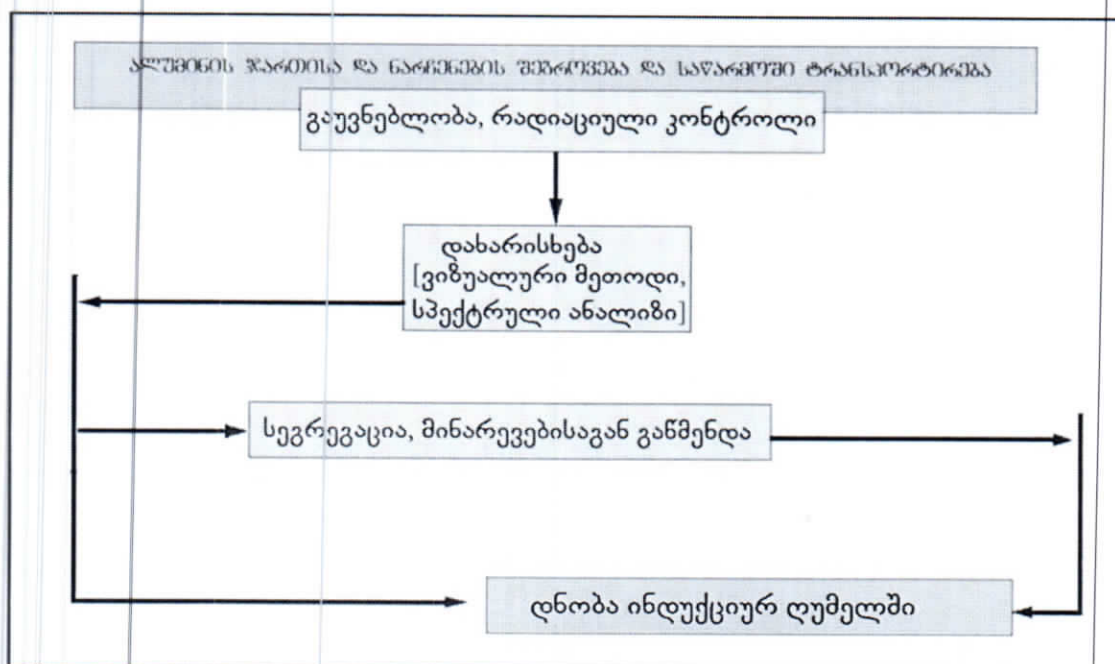 ალუმინის ჯართისა და ნარჩენების შეგროვება და საწარმოში ტრანსპორტირება
გაუვნებლობა, რადიაციული კონტროლი
დახარისხება
[ვიზუალური მეთოდი,
სპექტრული ანალიზი]
სეგრეგაცია, მინარევებისაგან გაწმენდა
დნობა ინდუქციურ ღუმელში